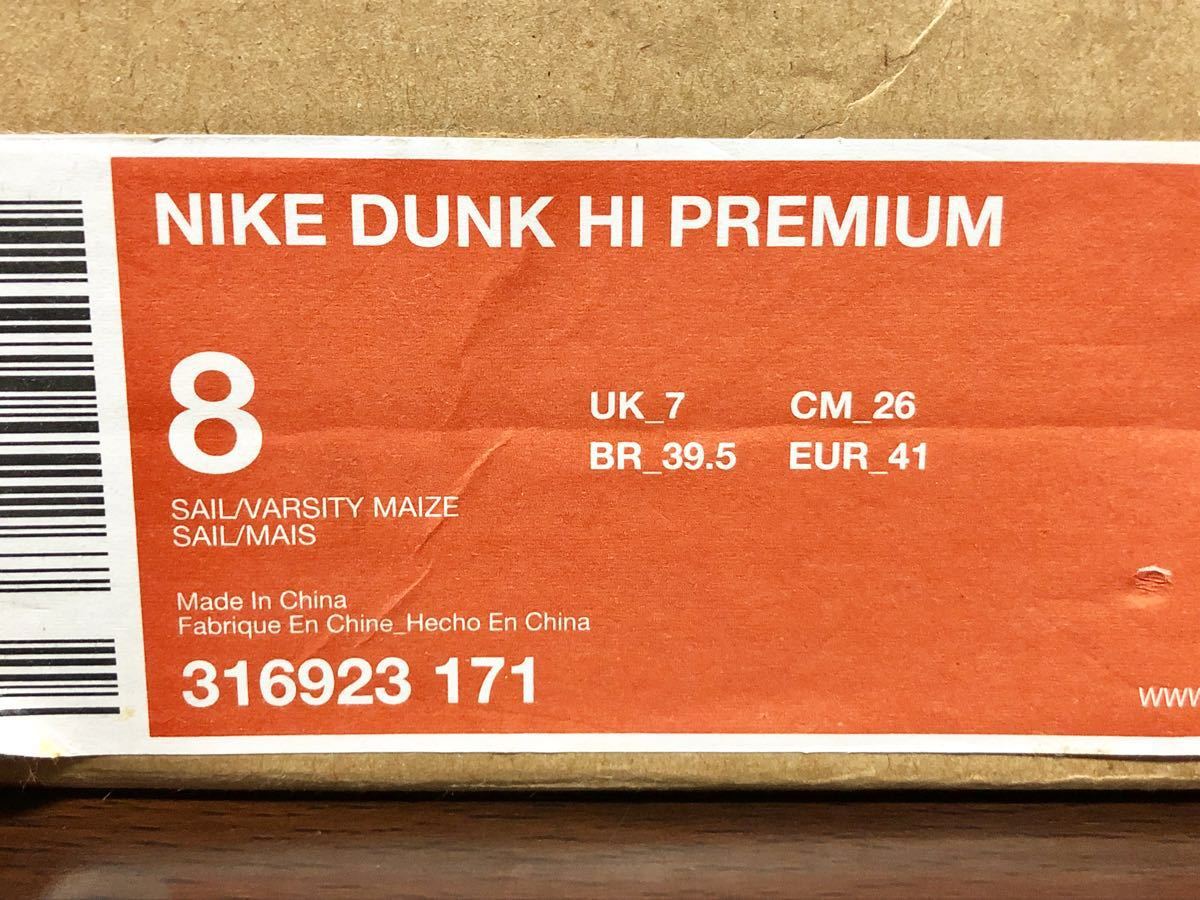 NIKE DUNK HI PREMIUM
8
UK_7 CM_26
BR_39.5 EUR_41
SAIL/VARSITY MAIZE
SAIL/MAIS
Made In China
Fabrique En Chine_Hecho En China
316923 171
www